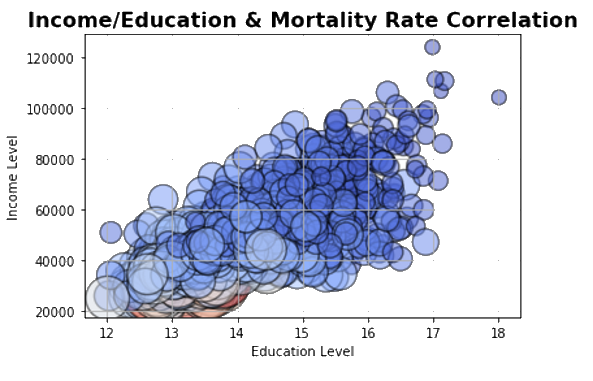 Income/Education & Mortality Rate Correlation
120000
100000
80000
60000
40000
20000
Income Level
12 13 14 15 16 17 18
Education Level